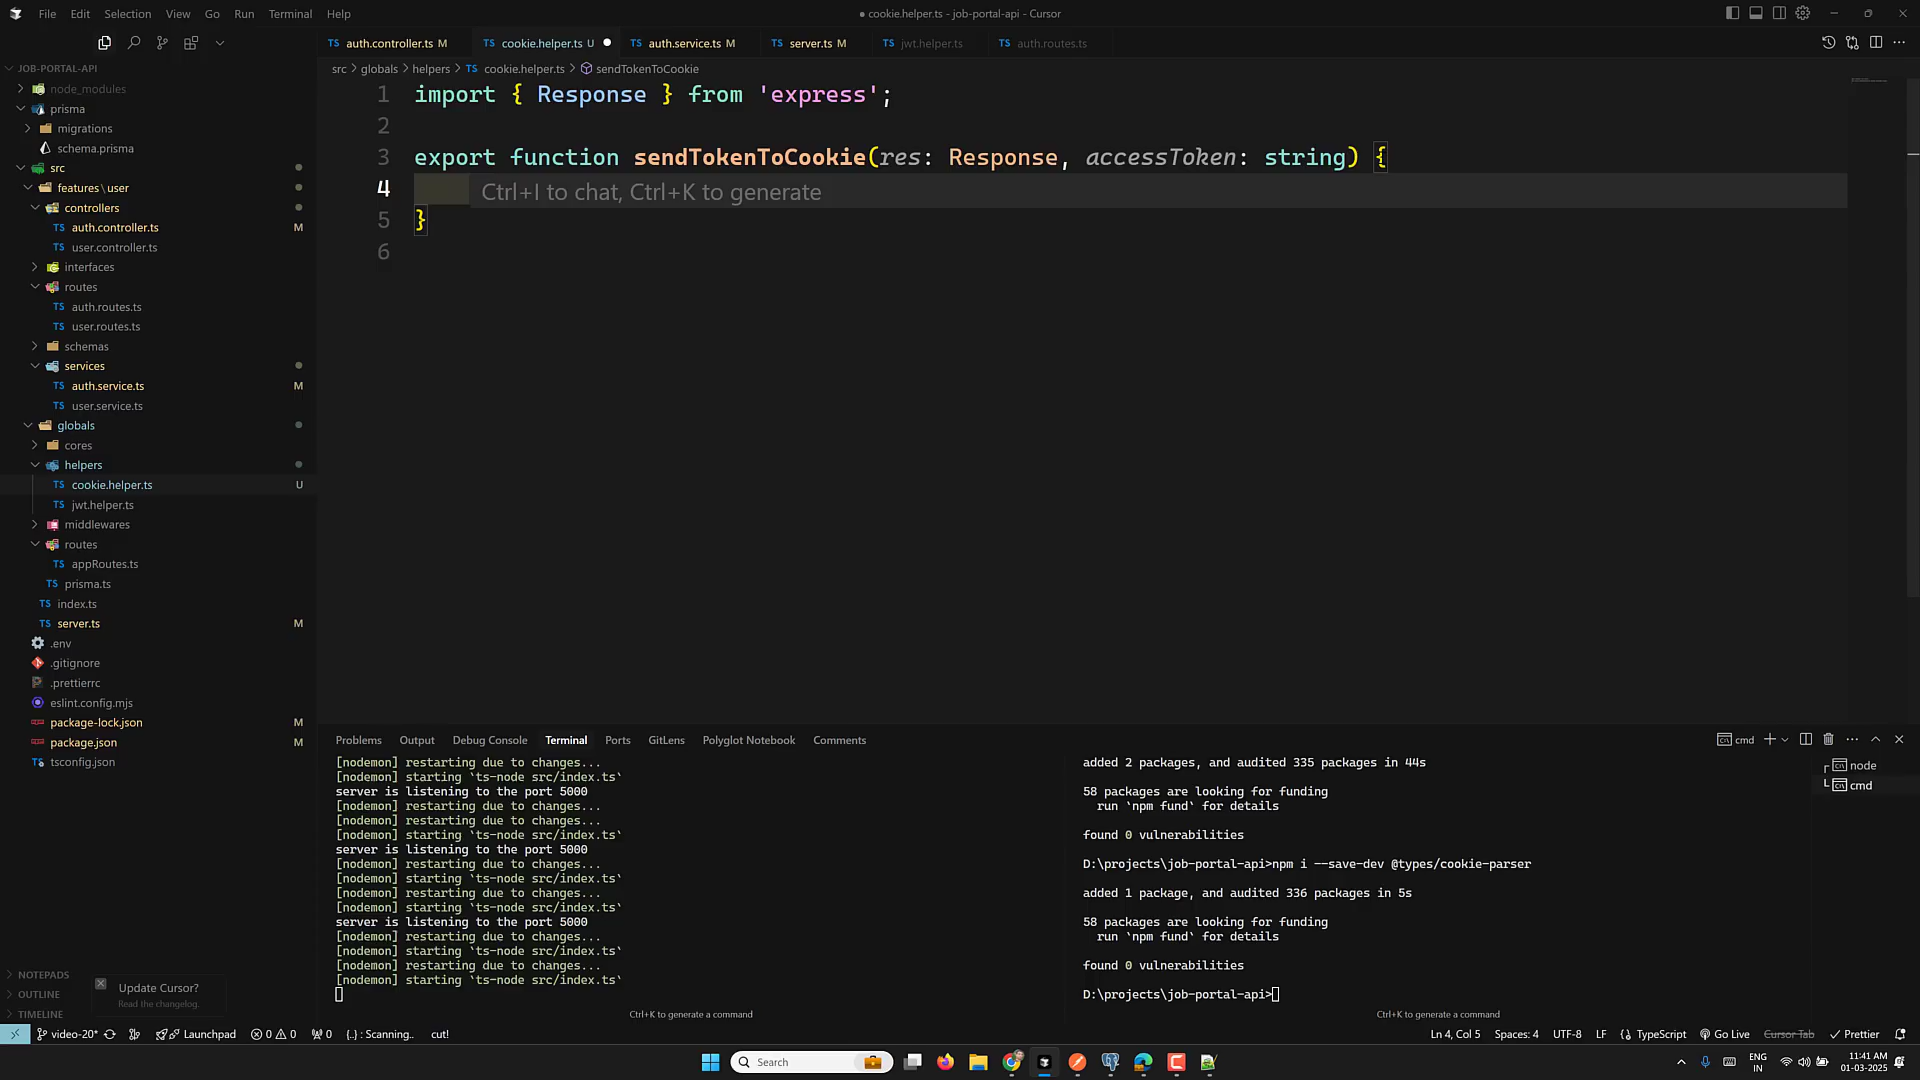 File Edit Selection View Go Run Terminal Help
● cookie.helper.ts - job-portal-api - Cursor
TS auth.controller.ts M
TS cookie.helper.ts U ●
TS auth.service.ts M
TS server.ts M
TS jwt.helper.ts
TS auth.routes.ts
JOB-PORTAL-API
node_modules
prisma
migrations
schema.prisma
src
features\user
controllers
auth.controller.ts M
user.controller.ts
interfaces
routes
TS auth.routes.ts
TS user.routes.ts
schemas
services
TS auth.service.ts M
TS user.service.ts
globals
cores
helpers
TS cookie.helper.ts U
TS jwt.helper.ts
middlewares
routes
TS appRoutes.ts
TS prisma.ts
TS index.ts
TS server.ts M
.env
.gitignore
.prettierrc
eslint.config.mjs
package-lock.json M
package.json M
tsconfig.json
NOTEPADS
OUTLINE
TIMELINE
Update Cursor?
Read the changelog.
src > globals > helpers > TS cookie.helper.ts > sendTokenToCookie
1 import { Response } from 'express';
2
3 export function sendTokenToCookie(res: Response, accessToken: string) {
4 Ctrl+I to chat, Ctrl+K to generate
5 }
6
Problems Output Debug Console Terminal Ports GitLens Polyglot Notebook Comments
cmd
[nodemon] restarting due to changes...
[nodemon] starting `ts-node src/index.ts`
server is listening to the port 5000
[nodemon] restarting due to changes...
[nodemon] restarting due to changes...
[nodemon] starting `ts-node src/index.ts`
server is listening to the port 5000
[nodemon] restarting due to changes...
[nodemon] starting `ts-node src/index.ts`
[nodemon] restarting due to changes...
[nodemon] starting `ts-node src/index.ts`
server is listening to the port 5000
[nodemon] restarting due to changes...
[nodemon] starting `ts-node src/index.ts`
[nodemon] restarting due to changes...
[nodemon] starting `ts-node src/index.ts`
Ctrl+K to generate a command
added 2 packages, and audited 335 packages in 44s
58 packages are looking for funding
run `npm fund` for details
found 0 vulnerabilities
D:\projects\job-portal-api>npm i --save-dev @types/cookie-parser
added 1 package, and audited 336 packages in 5s
58 packages are looking for funding
run `npm fund` for details
found 0 vulnerabilities
D:\projects\job-portal-api>
Ctrl+K to generate a command
node
cmd
video-20* Launchpad 0 0 0 {..} : Scanning.. cut!
Ln 4, Col 5 Spaces: 4 UTF-8 LF TypeScript Go Live Cursor Tab Prettier
Search
ENG
IN
11:41 AM
01-03-2025